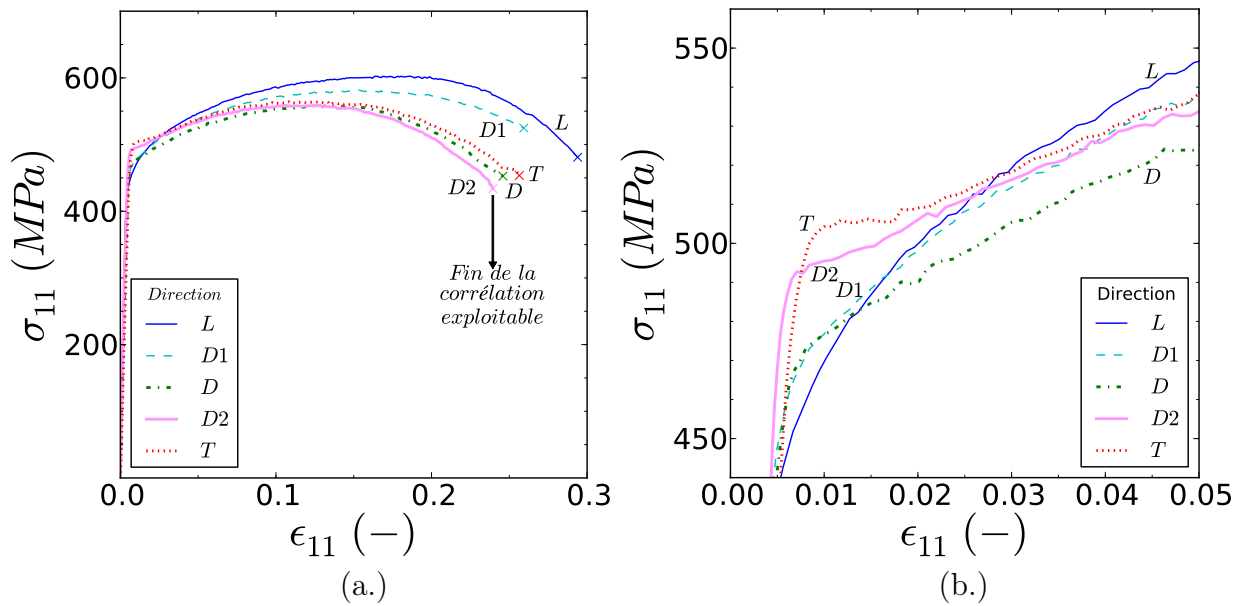 600
400
200
0.0
0.1
0.2
0.3
σ11 (MPa)
ϵ11 (−)
L
D1
T
D
D2
Fin de la
corrélation
exploitable
Direction
L
D1
D
D2
T
(a.)
550
500
450
0.00
0.01
0.02
0.03
0.04
0.05
σ11 (MPa)
ϵ11 (−)
L
T
D
D2
D1
Direction
L
D1
D
D2
T
(b.)